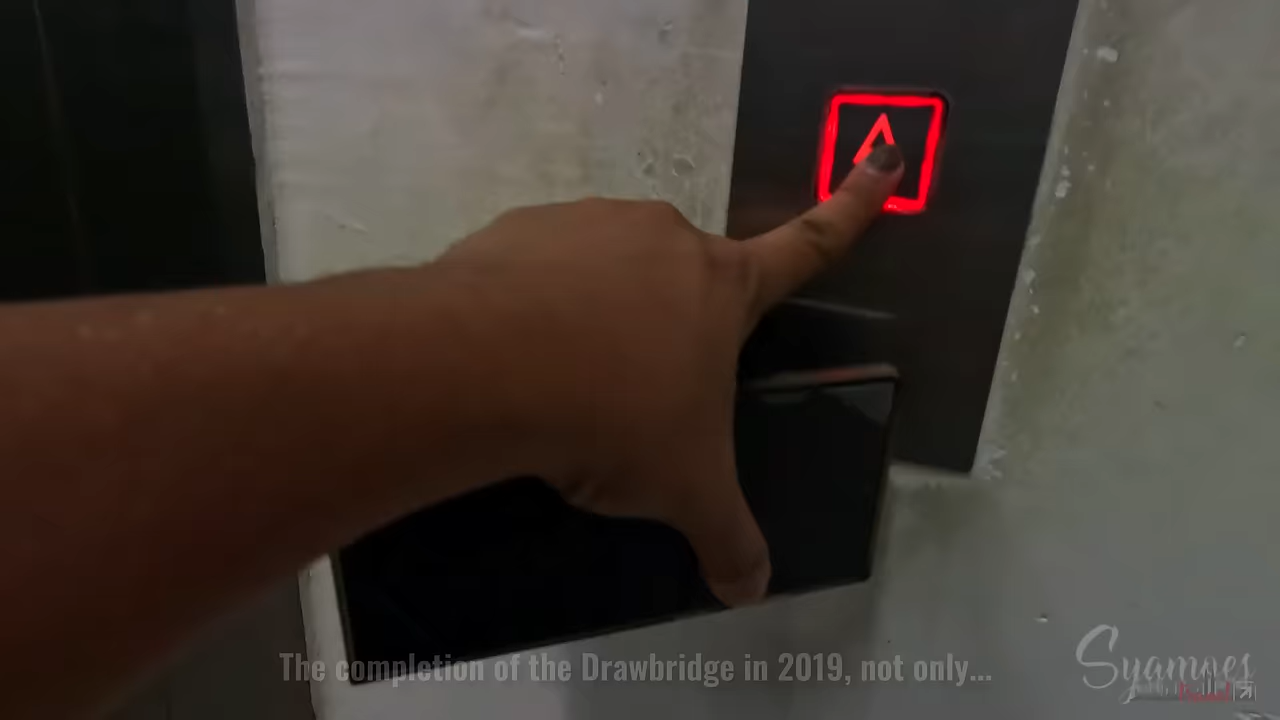 The completion of the Drawbridge in 2019, not only...
Syamoes